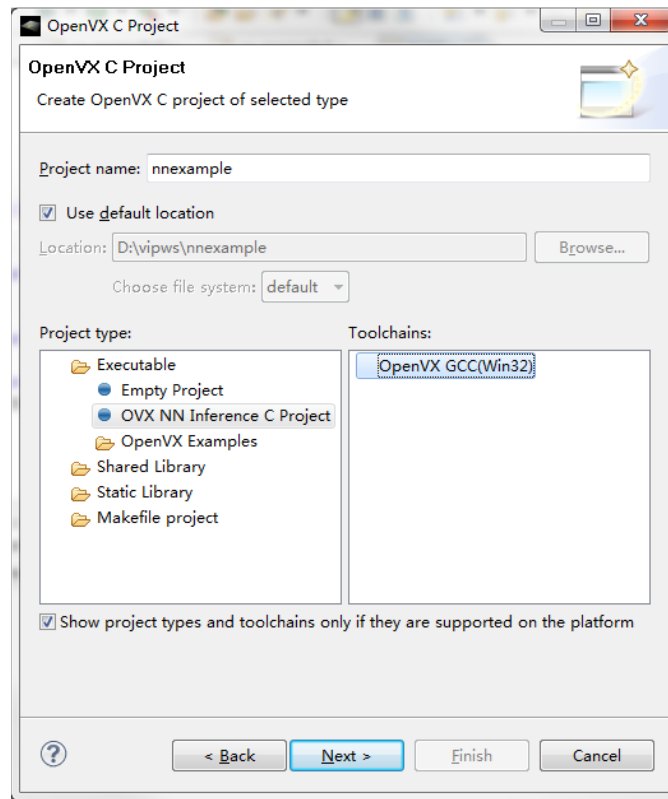 OpenVX C Project
OpenVX C Project
Create OpenVX C project of selected type
Project name: nnexample
Use default location
Location: D:\vipws\nnexample Browse...
Choose file system: default
Project type: Toolchains:
Executable
Empty Project
OVX NN Inference C Project
OpenVX Examples
Shared Library
Static Library
Makefile project
OpenVX GCC(Win32)
Show project types and toolchains only if they are supported on the platform
? < Back Next > Finish Cancel